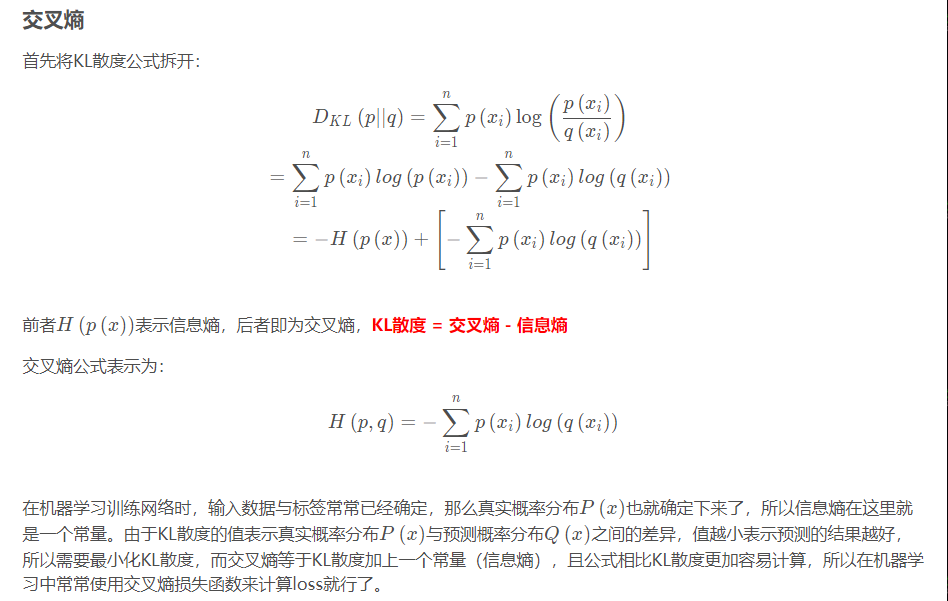 交叉熵
首先将KL散度公式拆开：
D_{KL} (p||q) = \sum_{i=1}^{n} p (x_i) log \left( \frac{p (x_i)}{q (x_i)} \right)
= \sum_{i=1}^{n} p (x_i) log (p (x_i)) − \sum_{i=1}^{n} p (x_i) log (q (x_i))
= −H (p (x)) + \left[ − \sum_{i=1}^{n} p (x_i) log (q (x_i)) \right]
前者H (p (x))表示信息熵，后者即为交叉熵，KL散度 = 交叉熵 - 信息熵
交叉熵公式表示为：
H (p, q) = − \sum_{i=1}^{n} p (x_i) log (q (x_i))
在机器学习训练网络时，输入数据与标签常常已经确定，那么真实概率分布P (x)也就确定下来了，所以信息熵在这里就
是一个常量。由于KL散度的值表示真实概率分布P (x)与预测概率分布Q (x)之间的差异，值越小表示预测的结果越好，
所以需要最小化KL散度，而交叉熵等于KL散度加上一个常量（信息熵），且公式相比KL散度更加容易计算，所以在机器学
习中常常使用交叉熵损失函数来计算loss就行了。